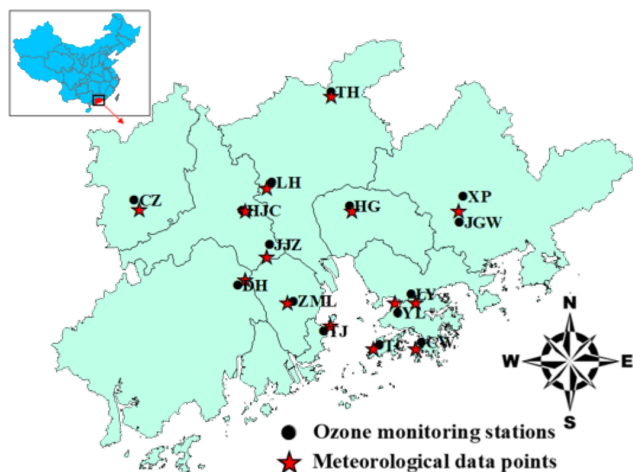 TH
LH
CZ
HJC
HG
XP
JGW
JJZ
DH
ZML
LY
YL
TJ
TC
CW
N
W E
S
Ozone monitoring stations
Meteorological data points